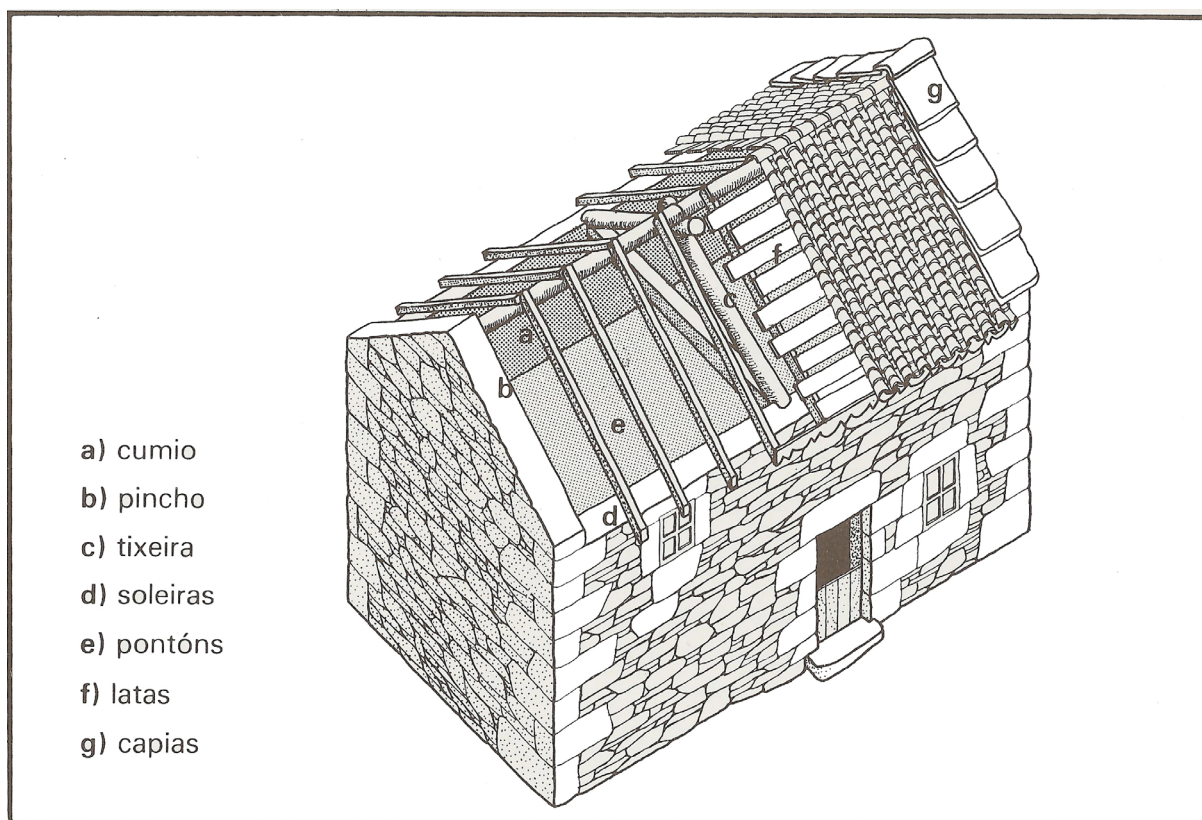 a) cumio
b) pincho
c) tixeira
d) soleiras
e) pontóns
f) latas
g) capias
g
f
c
a
b
e
d